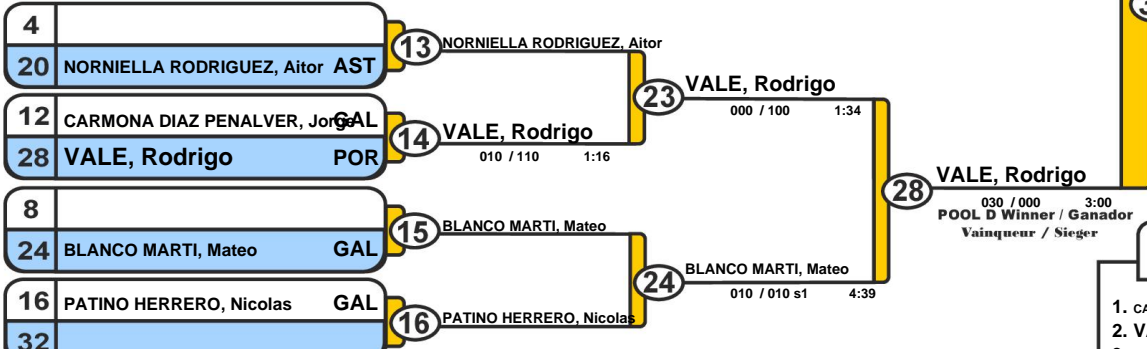 4
20 NORNIELLA RODRIGUEZ, Aitor AST
12 CARMONA DIAZ PENALVER, Jorge GAL
28 VALE, Rodrigo POR
8
24 BLANCO MARTI, Mateo GAL
16 PATINO HERRERO, Nicolas GAL
32
13 NORNIELLA RODRIGUEZ, Aitor
14 VALE, Rodrigo
010 / 110 1:16
15 BLANCO MARTI, Mateo
16 PATINO HERRERO, Nicolas
23 VALE, Rodrigo
000 / 100 1:34
24 BLANCO MARTI, Mateo
010 / 010 s1 4:39
28 VALE, Rodrigo
030 / 000 3:00
POOL D Winner / Ganador
Vainqueur / Sieger
1.
2.